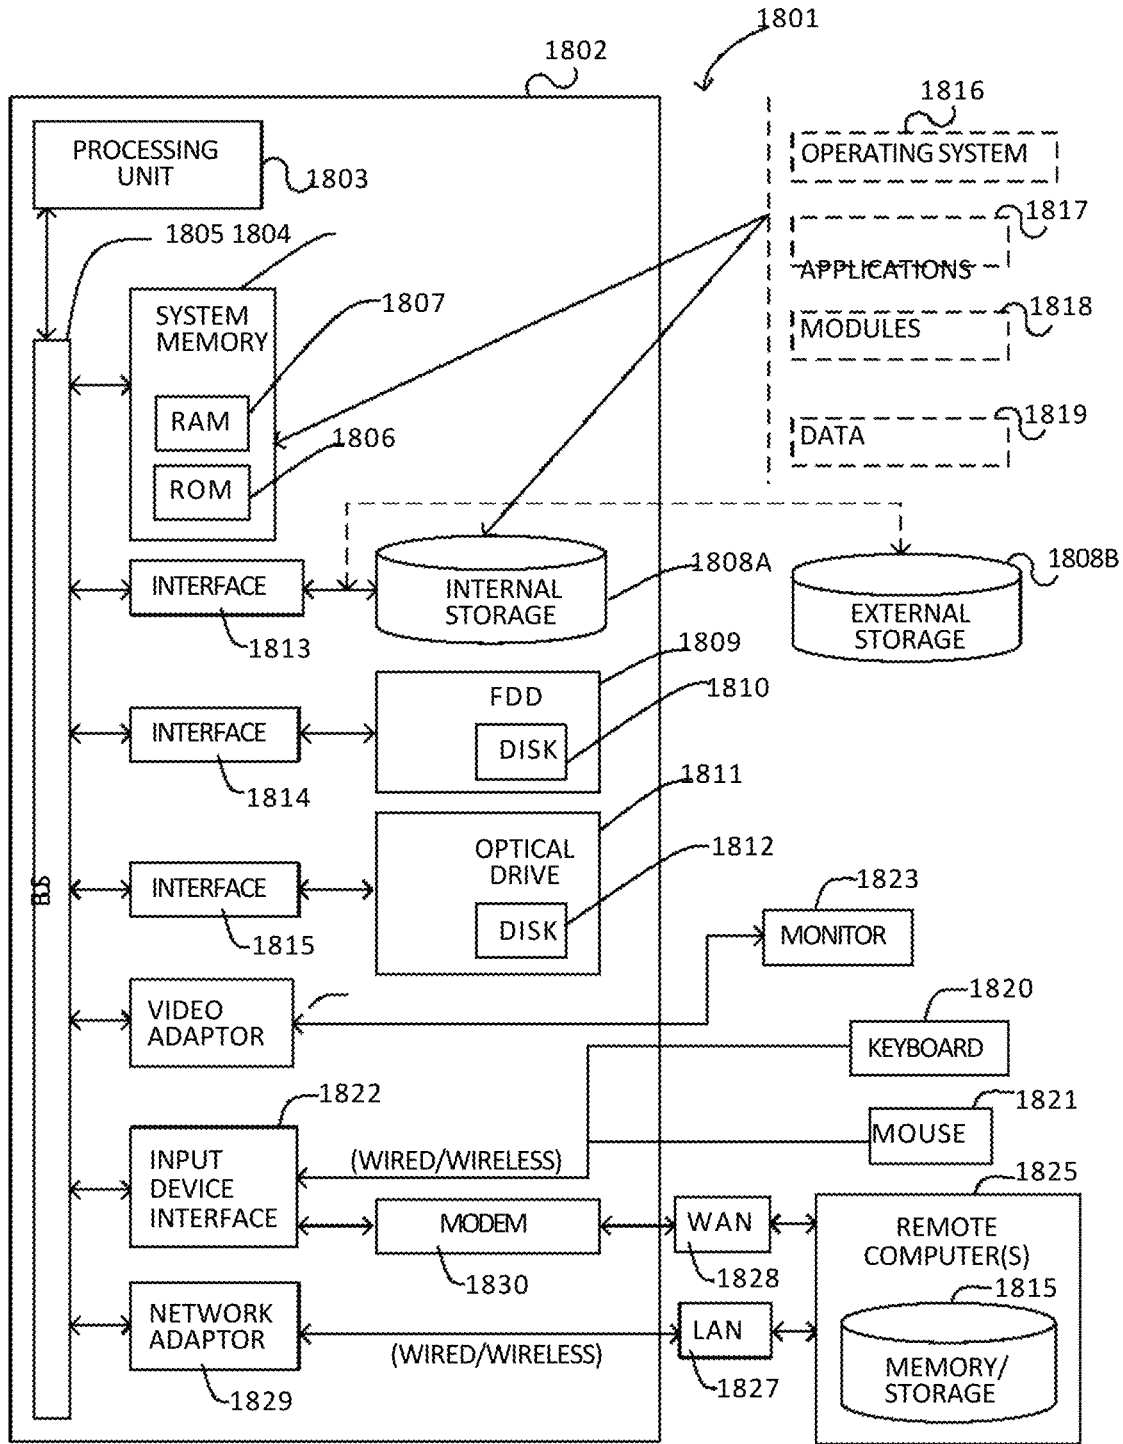 1801
1802
1816
PROCESSING
UNIT
1803
OPERATING SYSTEM
1817
1805 1804
APPLICATIONS
SYSTEM
MEMORY
1807
1818
MODULES
RAM
1806
1819
DATA
ROM
INTERFACE
1813
INTERNAL
STORAGE
1808A
1808B
EXTERNAL
STORAGE
1809
FDD
1810
INTERFACE
1814
DISK
1811
OPTICAL
DRIVE
1812
BUS
INTERFACE
1815
DISK
1823
MONITOR
VIDEO
ADAPTOR
1820
KEYBOARD
1822
1821
MOUSE
INPUT
DEVICE
INTERFACE
(WIRED/WIRELESS)
1825
MODEM
1830
WAN
1828
REMOTE
COMPUTER(S)
1815
NETWORK
ADAPTOR
1829
(WIRED/WIRELESS)
LAN
1827
MEMORY/
STORAGE